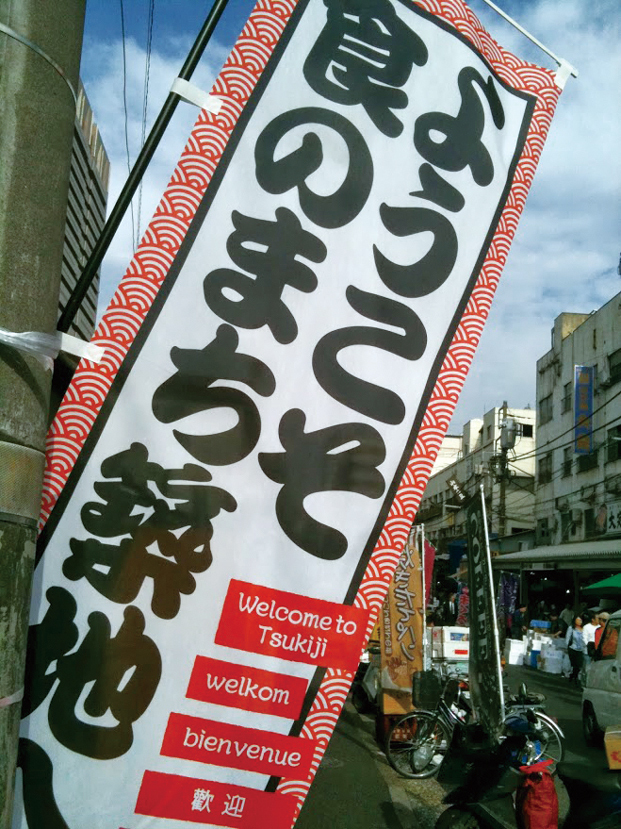 ようこそ
食のまち築地
Welcome to
Tsukiji
welkom
bienvenue
歡迎